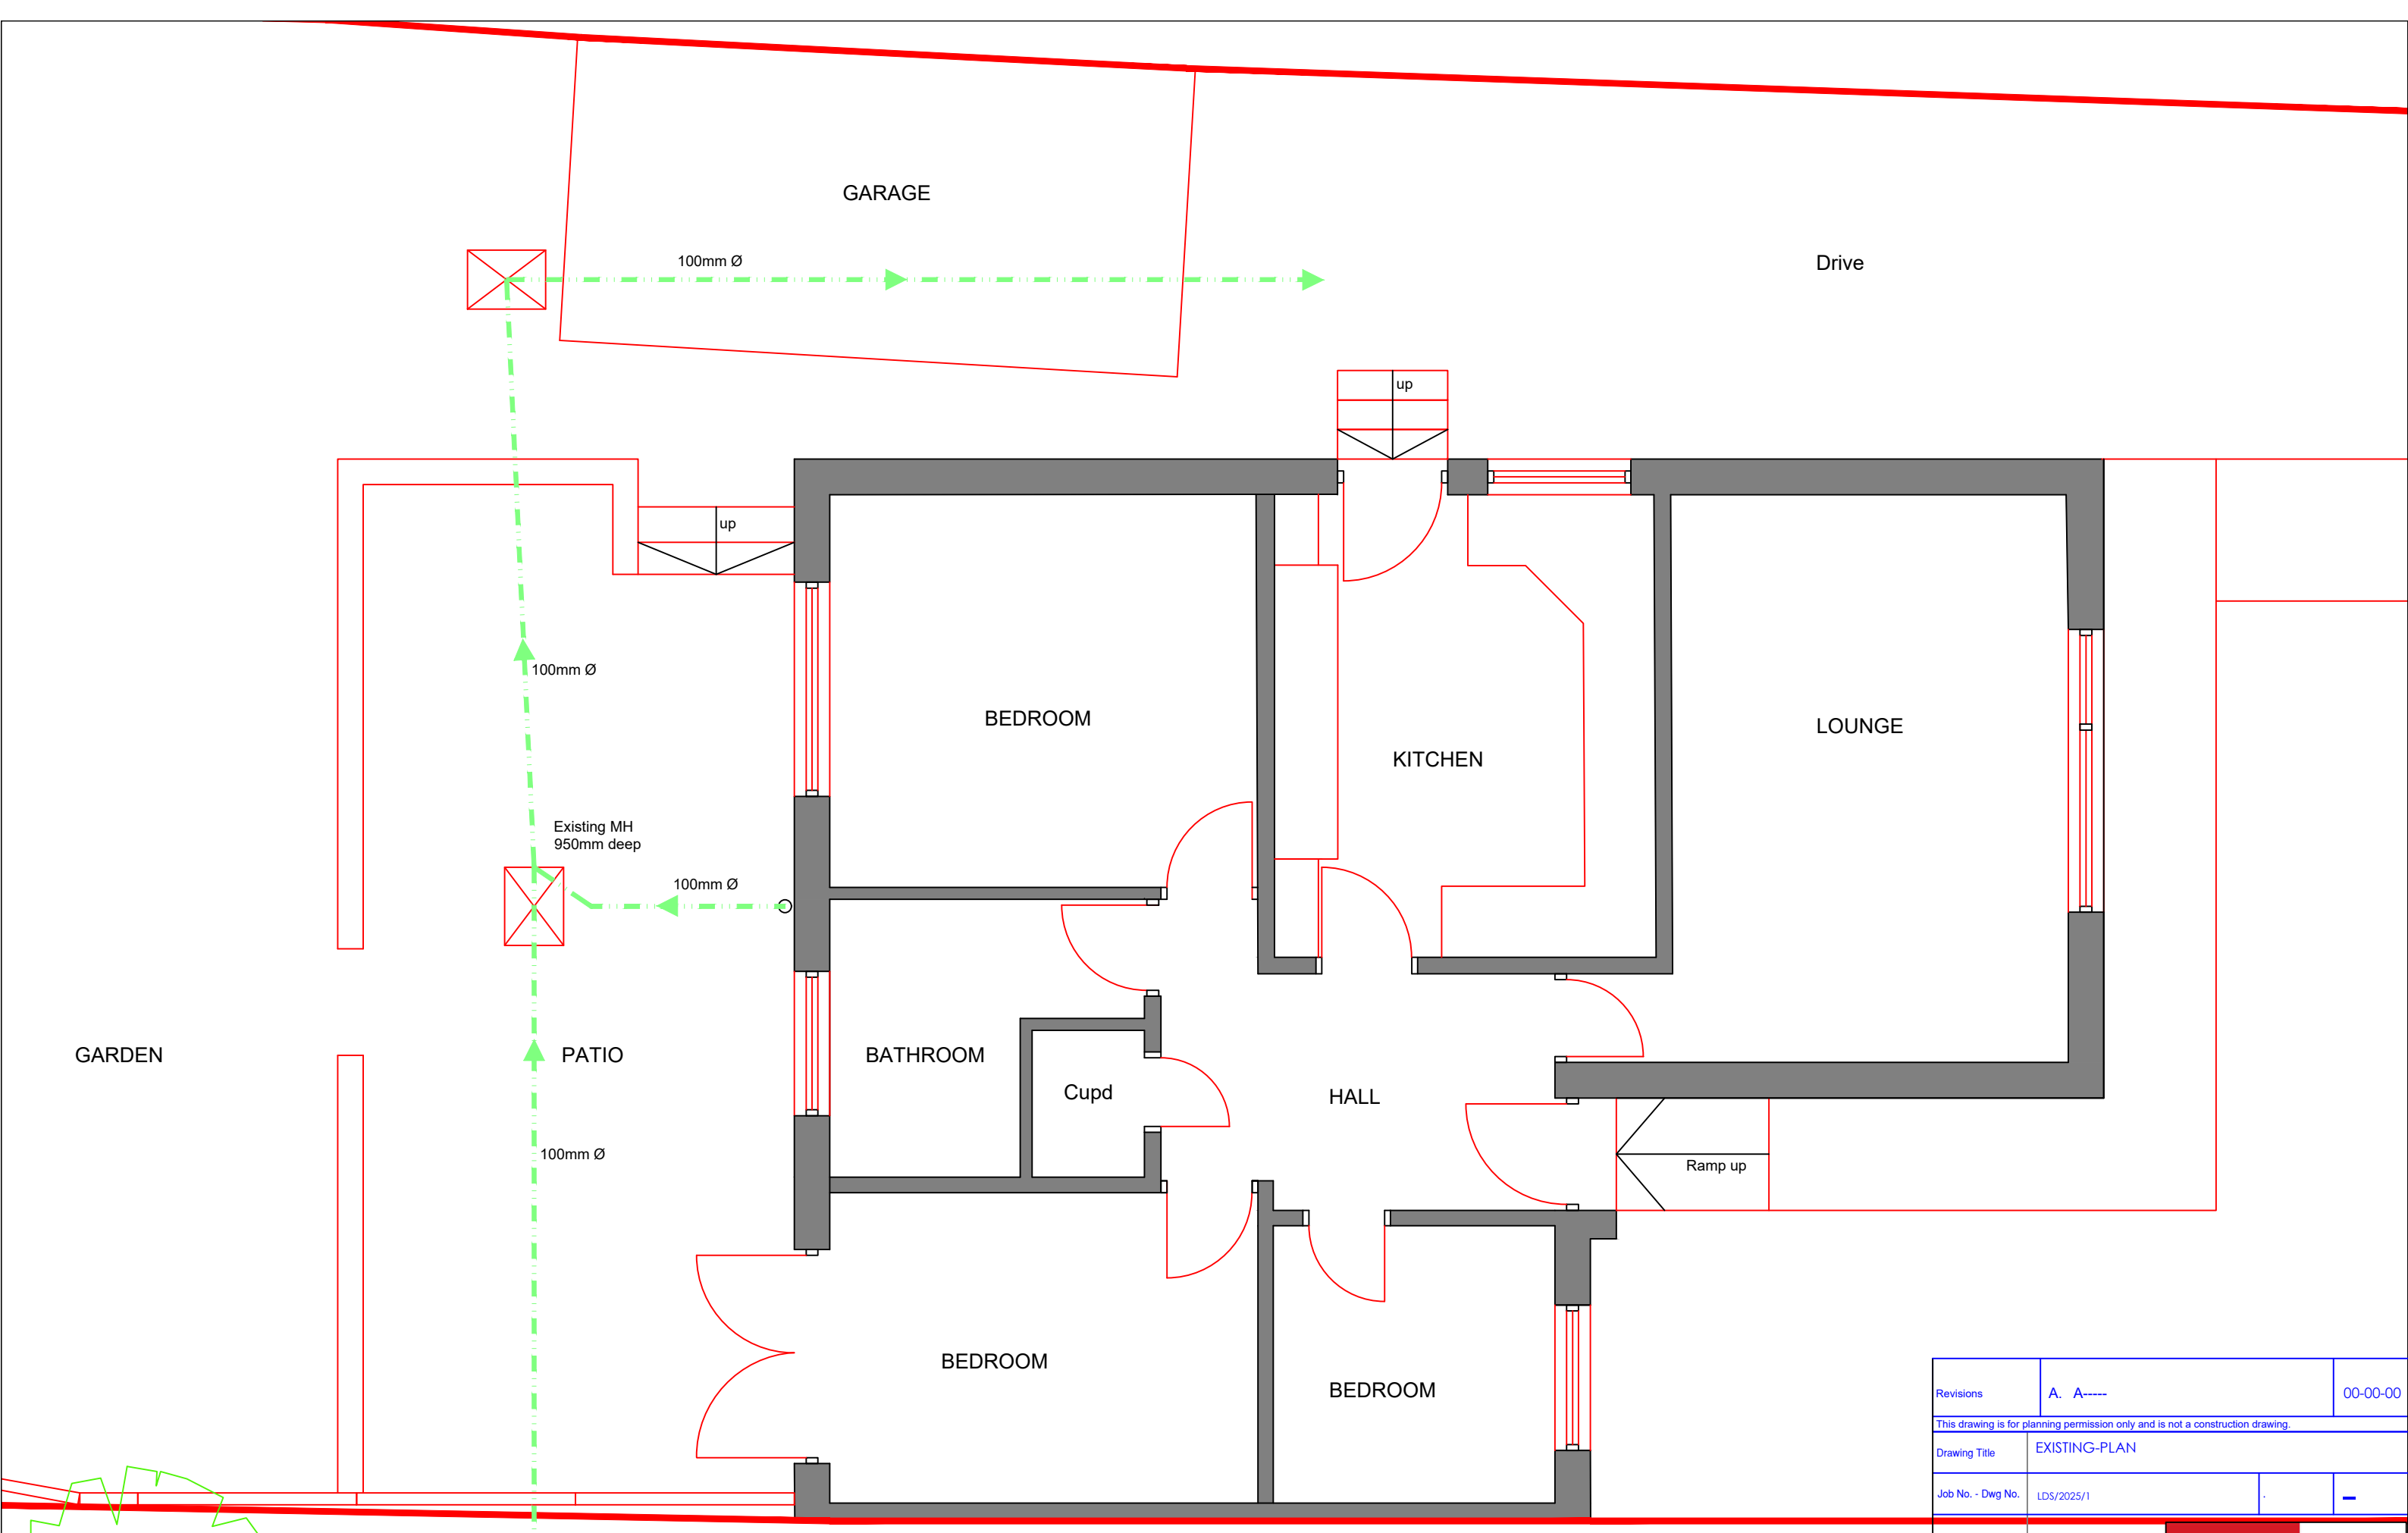 GARAGE
100mm Ø
Drive
up
up
100mm Ø
BEDROOM
LOUNGE
KITCHEN
Existing MH
950mm deep
100mm Ø
GARDEN
PATIO
BATHROOM
Cupd
HALL
100mm Ø
Ramp up
BEDROOM
BEDROOM
Revisions A. A----- 00-00-00
This drawing is for planning permission only and is not a construction drawing.
Drawing Title EXISTING-PLAN
Job No. - Dwg No. LDS/2025/1 . –